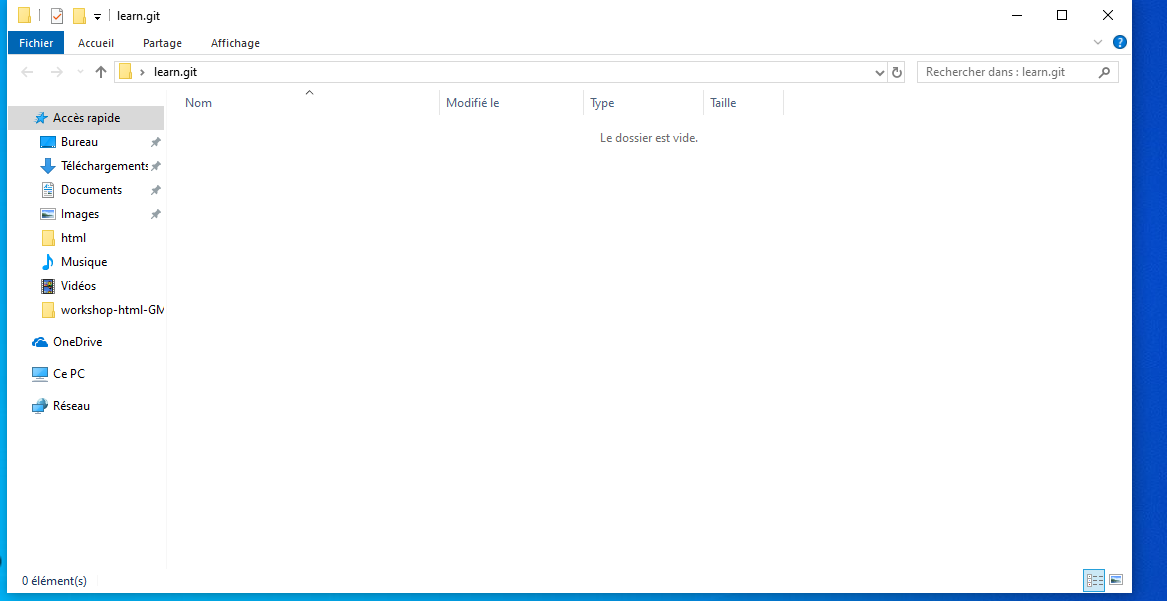 learn.git
Fichier Accueil Partage Affichage ?
learn.git Rechercher dans : learn.git
Nom Modifié le Type Taille
Le dossier est vide.
Accès rapide
Bureau
Téléchargements
Documents
Images
html
Musique
Vidéos
workshop-html-GM
OneDrive
Ce PC
Réseau
0 élément(s)